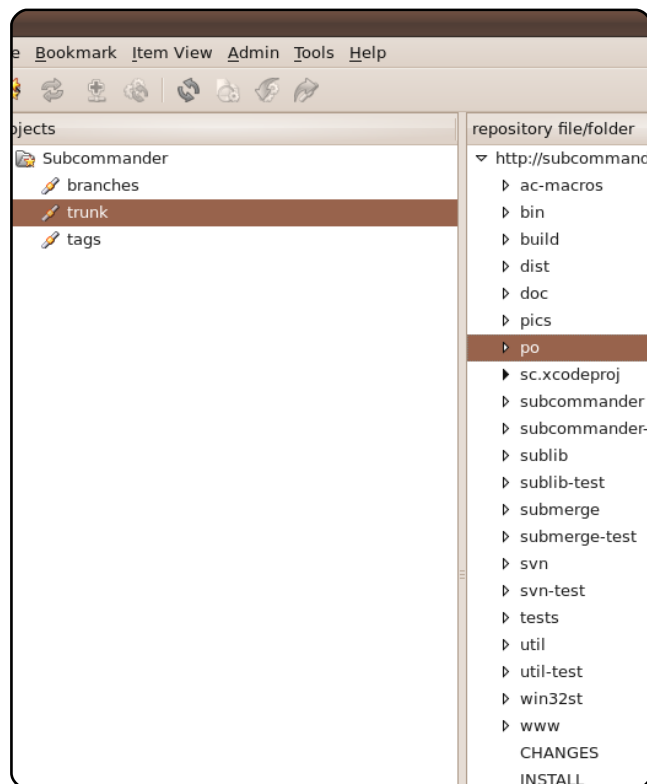 e Bookmark Item View Admin Tools Help
ojects
Subcommander
branches
trunk
tags
repository file/folder
http://subcommand
ac-macros
bin
build
dist
doc
pics
po
sc.xcodeproj
subcommander
subcommander-
sublib
sublib-test
submerge
submerge-test
svn
svn-test
tests
util
util-test
win32st
www
CHANGES
INSTALL